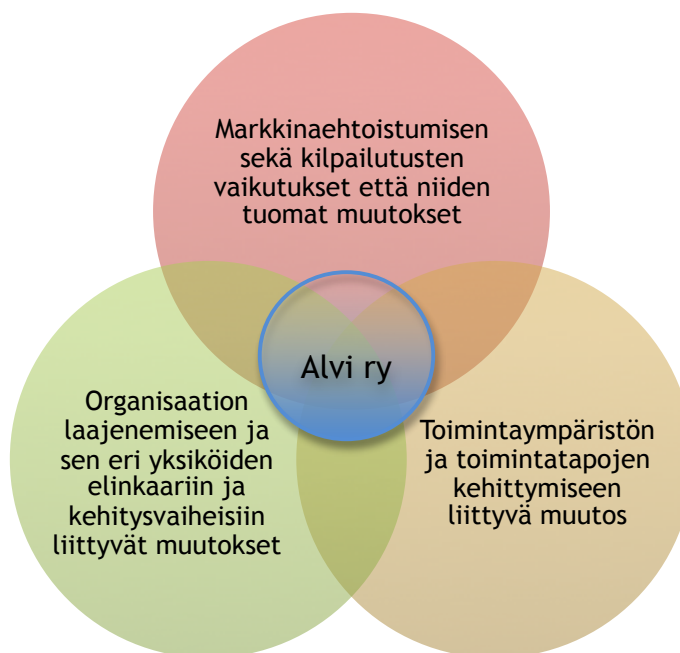 Markkinaehtoistumisen
sekä kilpailutusten
vaikutukset että niiden
tuomat muutokset
Alvi ry
Organisaation
laajenemiseen ja
sen eri yksiköiden
elinkaariin ja
kehitysvaiheisiin
liittyvät muutokset
Toimintaympäristön
ja toimintatapojen
kehittymiseen
liittyvä muutos